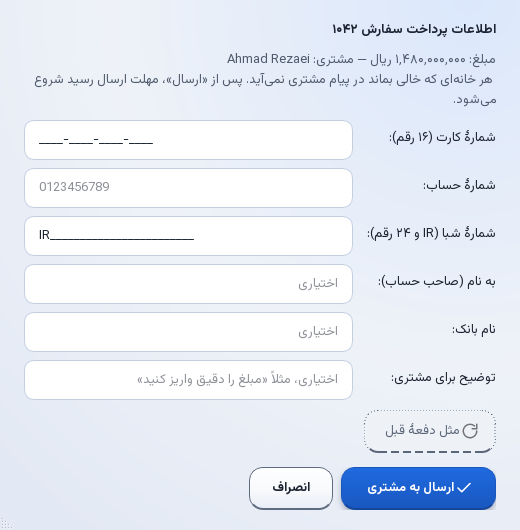 اطلاعات پرداخت سفارش ۱۰۴۲
مبلغ: ۱,۴۸۰,۰۰۰,۰۰۰ ریال — مشتری: Ahmad Rezaei
هر خانه‌ای که خالی بماند در پیام مشتری نمی‌آید. پس از «ارسال»، مهلت ارسال رسید شروع
می‌شود.
شمارهٔ کارت (۱۶ رقم):
____-____-____-____
شمارهٔ حساب:
0123456789
شمارهٔ شبا (IR و ۲۴ رقم):
IR________________________
به نام (صاحب حساب):
اختیاری
نام بانک:
اختیاری
توضیح برای مشتری:
اختیاری، مثلاً «مبلغ را دقیق واریز کنید»
مثل دفعهٔ قبل
ارسال به مشتری
انصراف